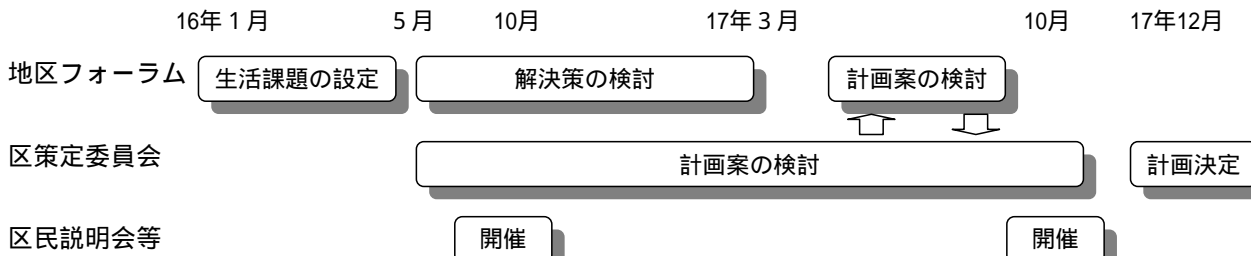 16年1月 5月 10月 17年3月 10月 17年12月
地区フォーラム 生活課題の設定 解決策の検討 計画案の検討
区策定委員会 計画案の検討 計画決定
区民説明会等 開催 開催